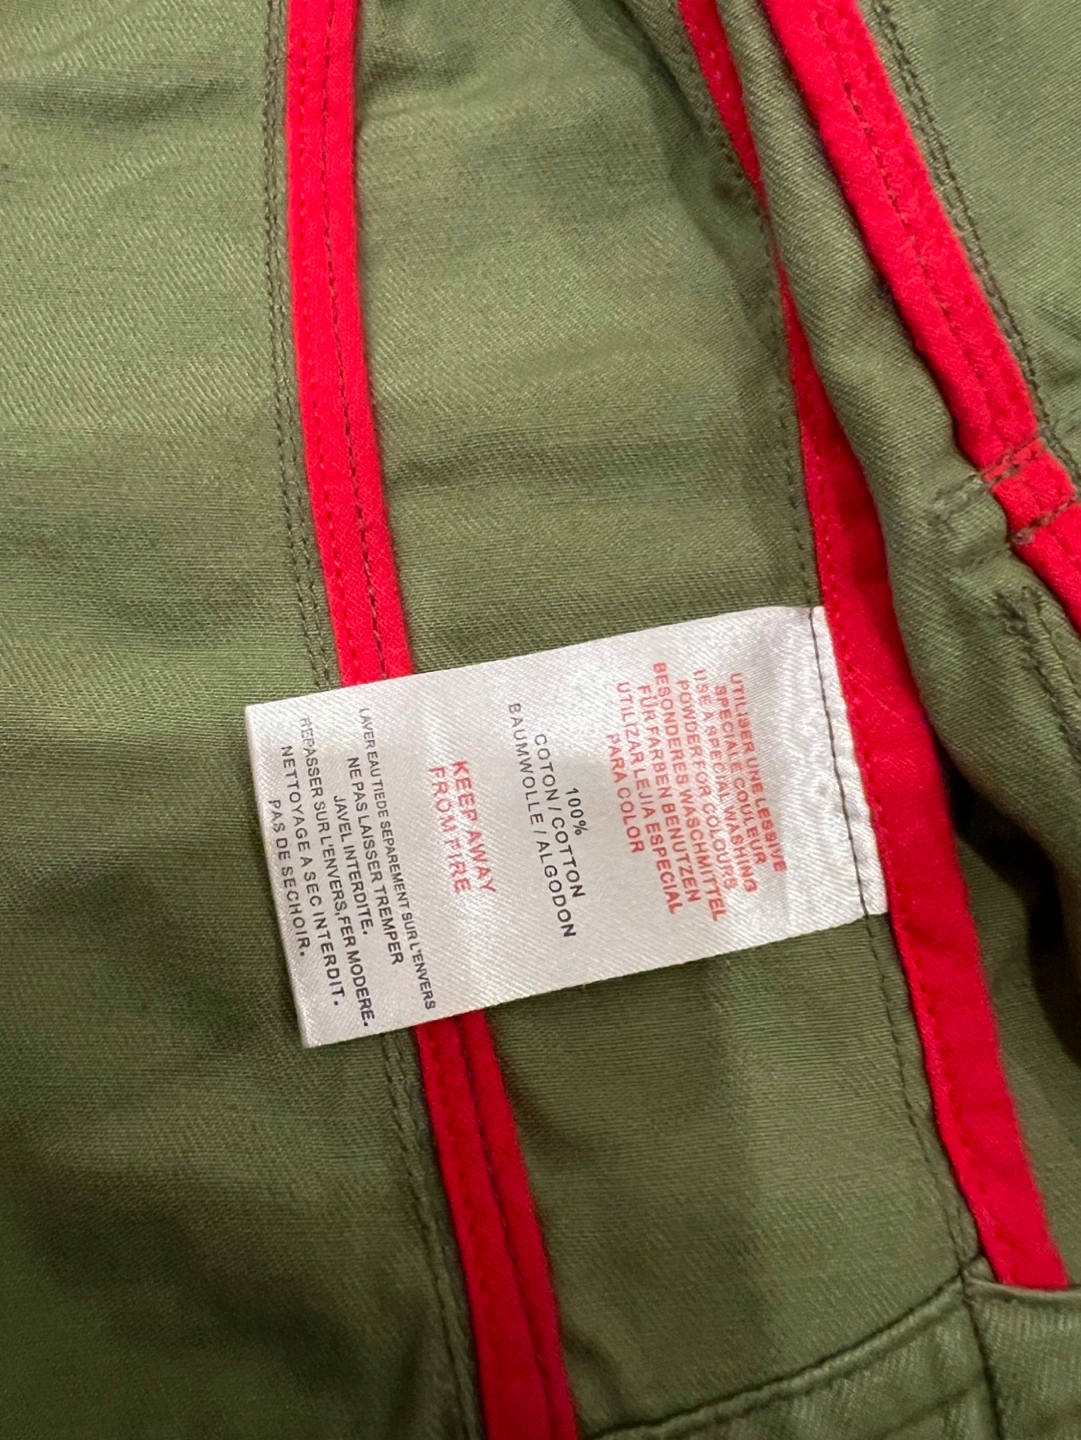 UTILISER UNE LESSIVE
SPECIALE COULEUR
USE A SPECIAL WASHING
POWDER FOR COLOURS
BESONDERES WASCHMITTEL
FÜR FARBEN BENUTZEN
UTILIZAR LEJIA ESPECIAL
PARA COLOR
100%
COTON / COTTON
BAUMWOLLE / ALGODON
KEEP AWAY
FROM FIRE
LAVER EAU TIEDE SEPAREMENT SUR L'ENVERS
NE PAS LAISSER TREMPER
JAVEL INTERDITE.
REPASSER SUR L'ENVERS, FER MODERE.
NETTOYAGE A SEC INTERDIT.
PAS DE SECHOIR.